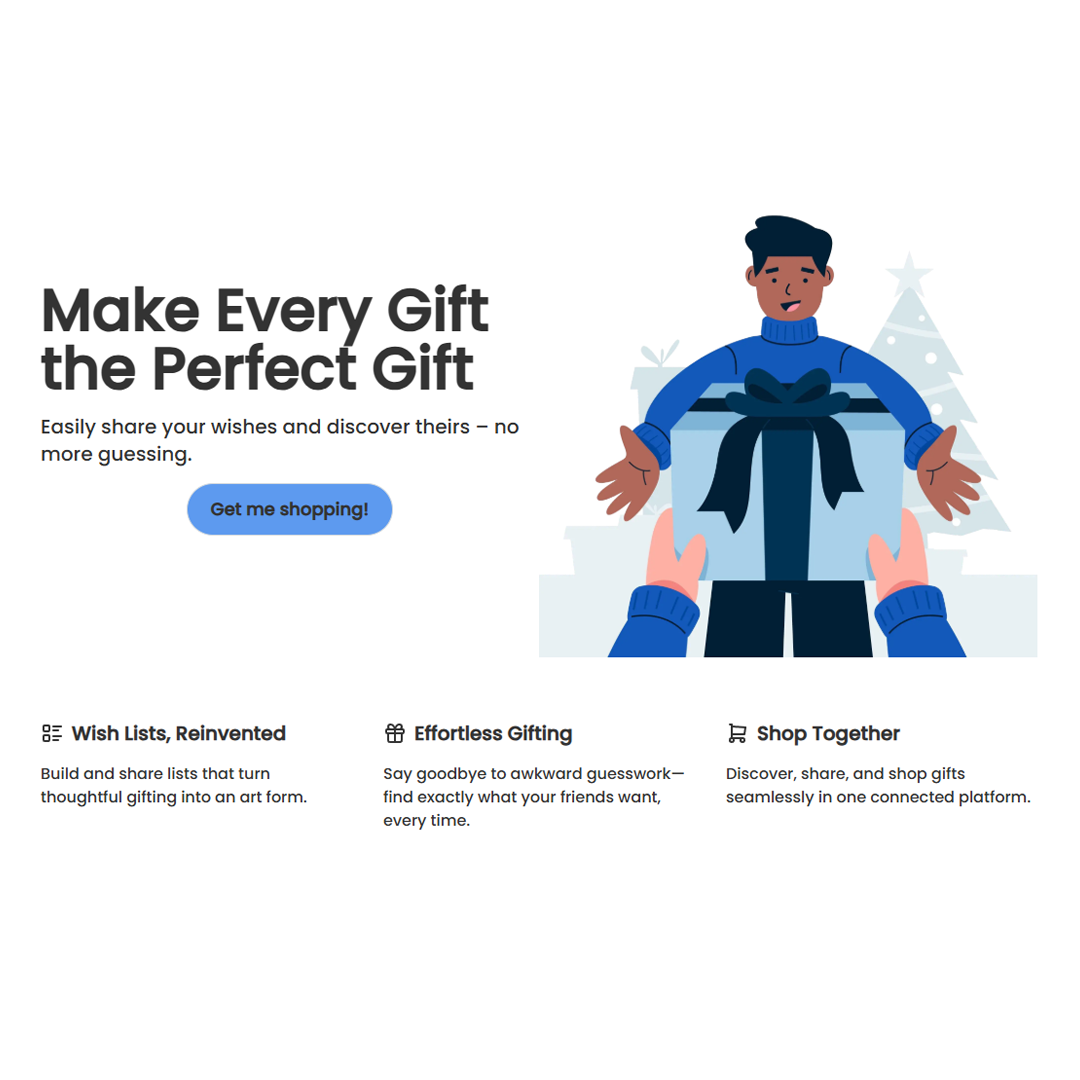 Make Every Gift
the Perfect Gift
Easily share your wishes and discover theirs – no
more guessing.
Get me shopping!
Wish Lists, Reinvented
Build and share lists that turn
thoughtful gifting into an art form.
Effortless Gifting
Say goodbye to awkward guesswork—
find exactly what your friends want,
every time.
Shop Together
Discover, share, and shop gifts
seamlessly in one connected platform.